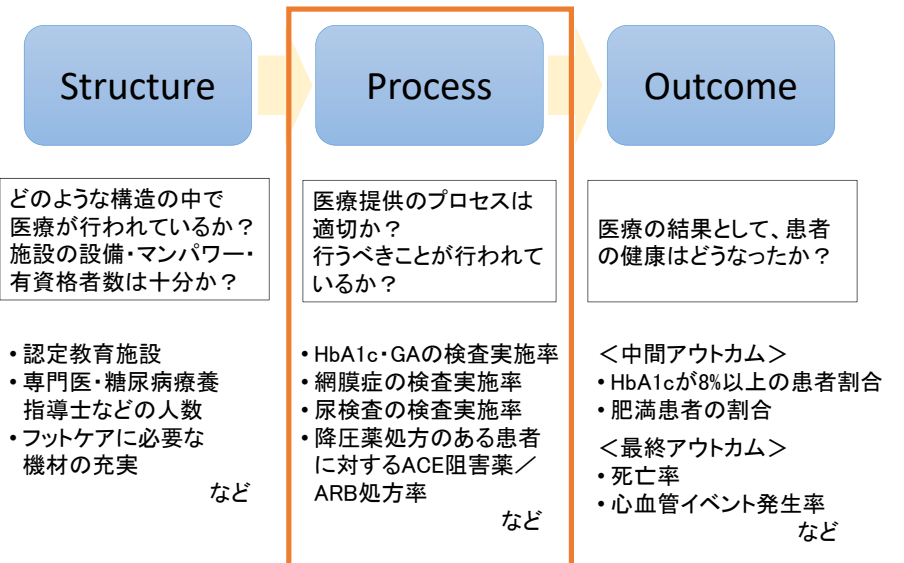 Structure
Process
Outcome
どのような構造の中で
医療が行われているか？
施設の設備・マンパワー・
有資格者数は十分か？
医療提供のプロセスは
適切か？
行うべきことが行われて
いるか？
医療の結果として、患者
の健康はどうなったか？
• 認定教育施設
• 専門医・糖尿病療養
指導士などの人数
• フットケアに必要な
機材の充実
など
• HbA1c・GAの検査実施率
• 網膜症の検査実施率
• 尿検査の検査実施率
• 降圧薬処方のある患者
に対するACE阻害薬／
ARB処方率
など
＜中間アウトカム＞
• HbA1cが8%以上の患者割合
• 肥満患者の割合
＜最終アウトカム＞
• 死亡率
• 心血管イベント発生率
など